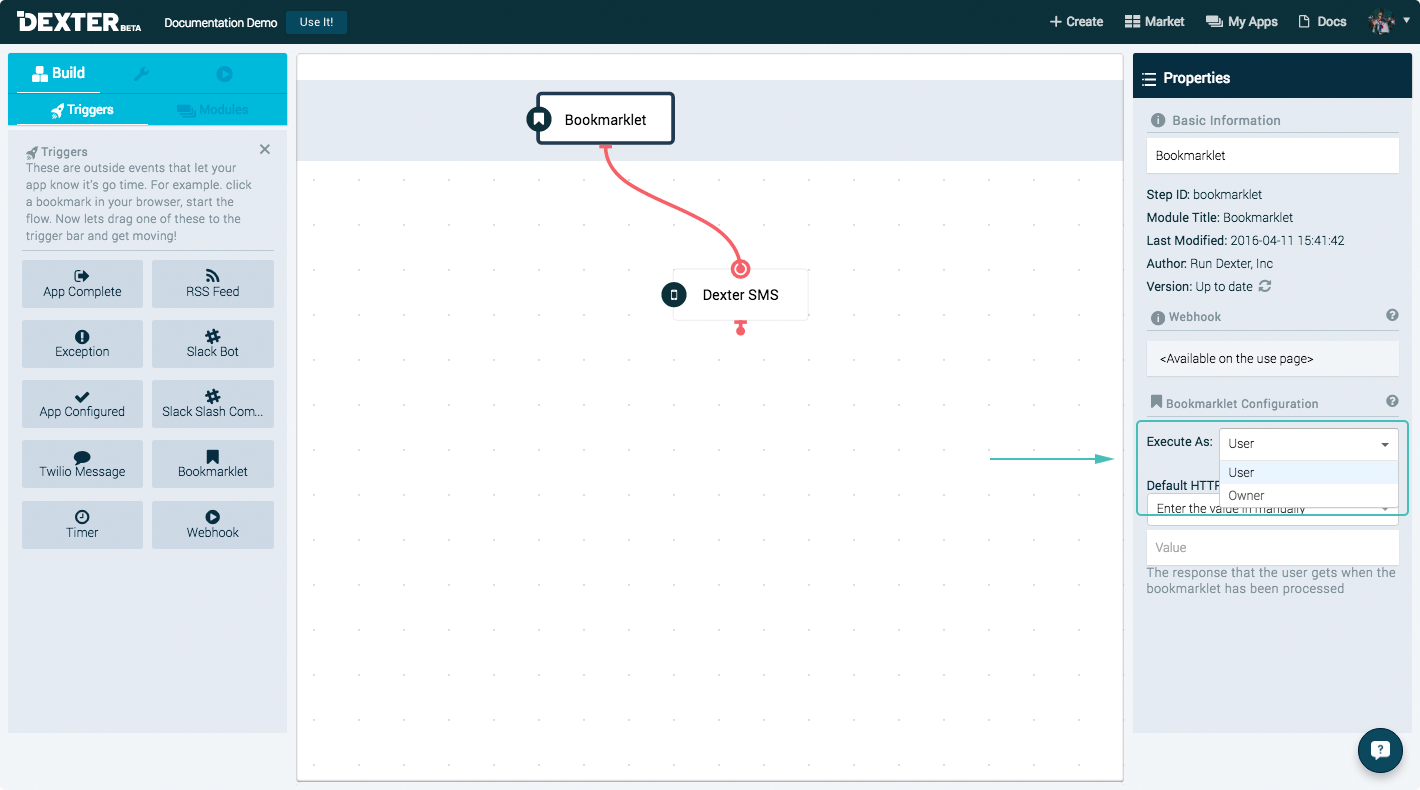 DEXTER BETA
Documentation Demo
Use It!
Create
Market
My Apps
Docs
Build
Triggers
Modules
Triggers
These are outside events that let your
app know it's go time. For example. click
a bookmark in your browser, start the
flow. Now lets drag one of these to the
trigger bar and get moving!
App Complete
RSS Feed
Exception
Slack Bot
App Configured
Slack Slash Com...
Twilio Message
Bookmarklet
Timer
Webhook
Bookmarklet
Dexter SMS
Properties
Basic Information
Bookmarklet
Step ID: bookmarklet
Module Title: Bookmarklet
Last Modified: 2016-04-11 15:41:42
Author: Run Dexter, Inc
Version: Up to date
Webhook
<Available on the use page>
Bookmarklet Configuration
Execute As: User
User
Default HTTP
Owner
Enter the value in manually
Value
The response that the user gets when the
bookmarklet has been processed